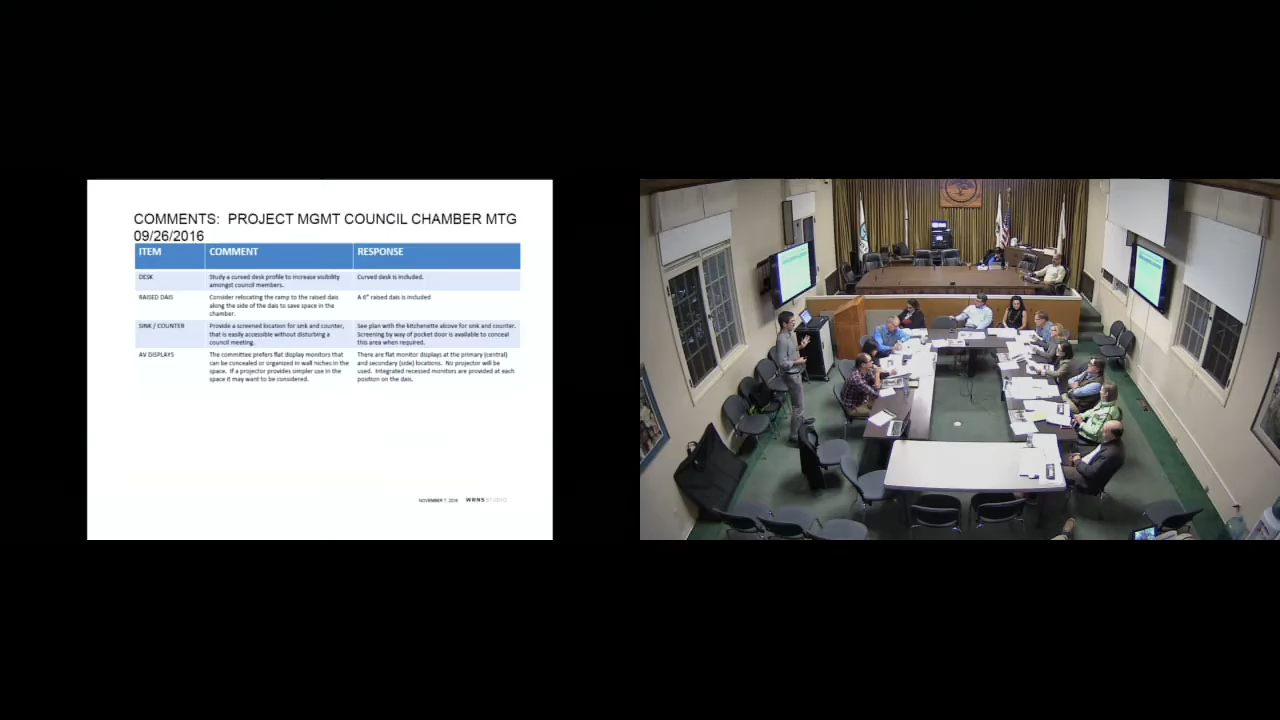 COMMENTS: PROJECT MGMT COUNCIL CHAMBER MTG
09/26/2016
ITEM COMMENT RESPONSE
DESK Study a curved desk profile to increase visibility Curved desk is included.
amongst council members.
RAISED DAIS Consider relocating the ramp to the raised dais A 6" raised dais is included
along the side of the dais to save space in the
chamber.
SINK / COUNTER Provide a screened location for sink and counter, See plan with the kitchenette alcove for sink and counter.
that is easily accessible without disturbing a Screening by way of pocket door is available to conceal
council meeting. this area when required.
AV DISPLAYS The committee prefers flat display monitors that There are flat monitor displays at the primary (central)
can be concealed or organized in wall niches in the and secondary (side) locations. No projector will be
space. If a projector provides simpler use in the used. Integrated recessed monitors are provided at each
space it may want to be considered. position on the dais.
NOVEMBER 7, 2016 WRNSSTUDIO